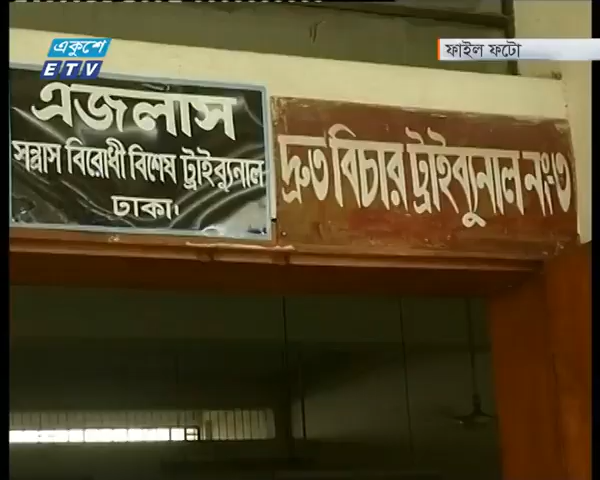 একুশে
ETV
ফাইল ফটো
এজলাস
সন্ত্রাস বিরোধী বিশেষ ট্রাইব্যুনাল
ঢাকা।
দ্রুত বিচার ট্রাইব্যুনাল নং-৩